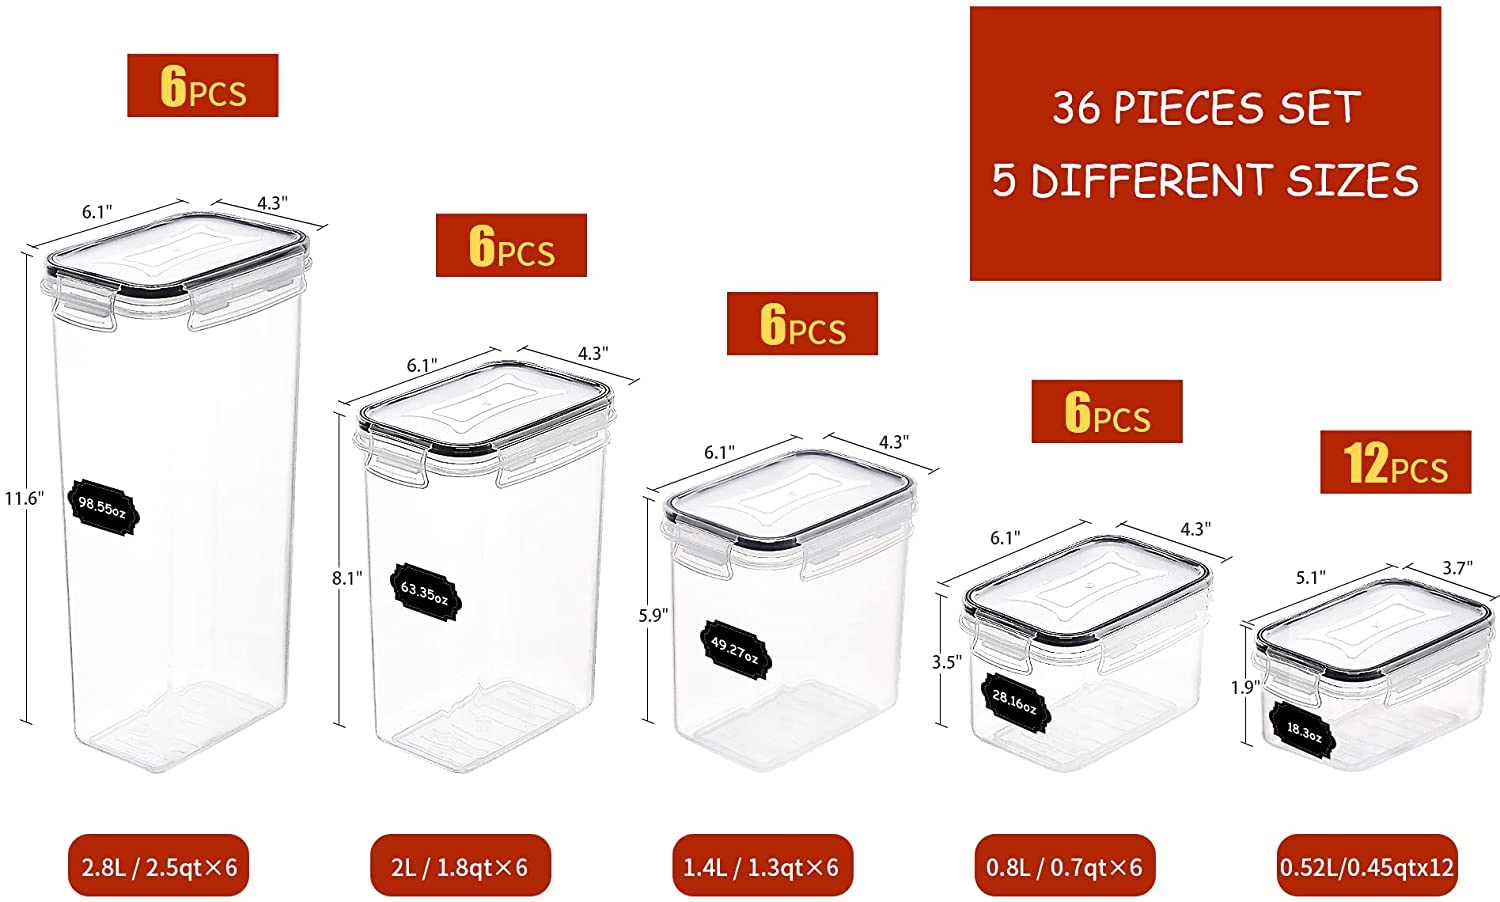 36 PIECES SET
5 DIFFERENT SIZES
6PCS
6.1" 4.3"
11.6"
98.55oz
2.8L / 2.5qt×6
6PCS
6.1" 4.3"
8.1"
63.35oz
2L / 1.8qt×6
6PCS
6.1" 4.3"
5.9"
49.27oz
1.4L / 1.3qt×6
6PCS
6.1" 4.3"
3.5"
28.16oz
0.8L / 0.7qt×6
12PCS
5.1" 3.7"
1.9"
18.3oz
0.52L/0.45qtx12